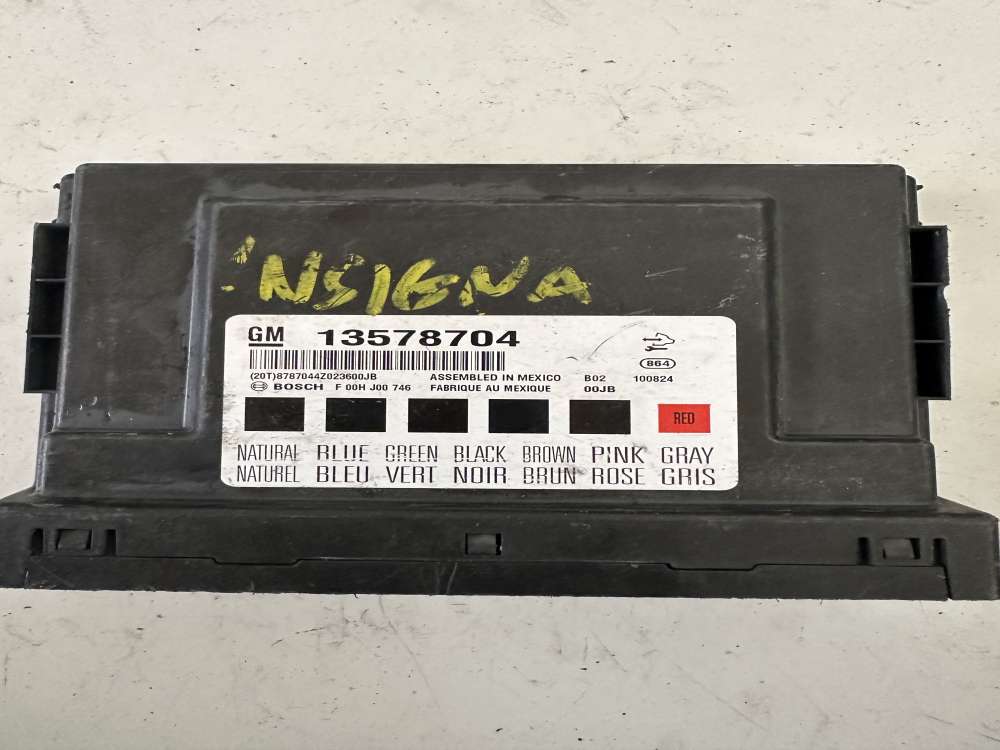 INSIGNA
GM 13578704
864
(20T)8787044Z023600JB ASSEMBLED IN MEXICO B02 100824
BOSCH F 00H J00 746 FABRIQUE AU MEXIQUE 00JB
RED
NATURAL BLUE GREEN BLACK BROWN PINK GRAY
NATUREL BLEU VERT NOIR BRUN ROSE GRIS